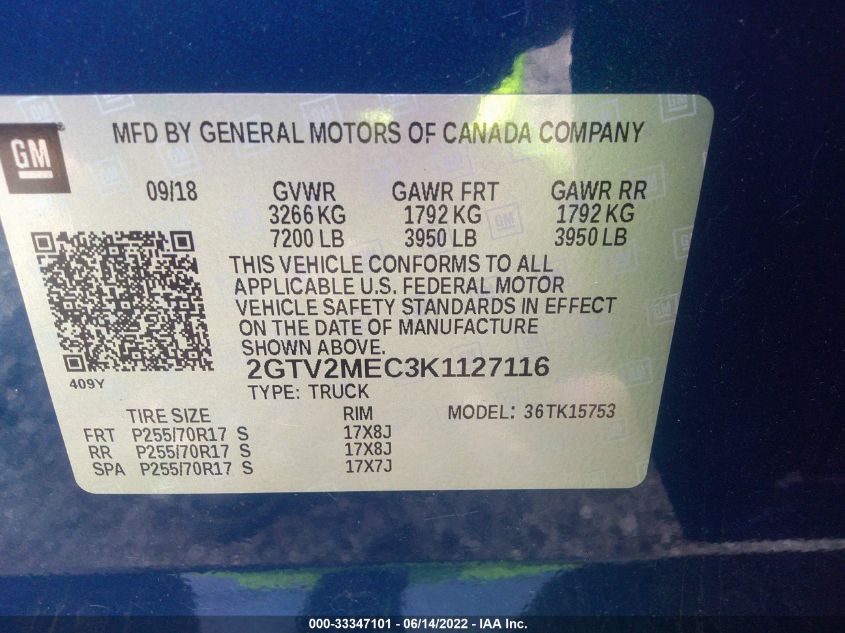 GM
MFD BY GENERAL MOTORS OF CANADA COMPANY
09/18 GVWR GAWR FRT GAWR RR
3266 KG 1792 KG 1792 KG
7200 LB 3950 LB 3950 LB
THIS VEHICLE CONFORMS TO ALL
APPLICABLE U.S. FEDERAL MOTOR
VEHICLE SAFETY STANDARDS IN EFFECT
ON THE DATE OF MANUFACTURE
SHOWN ABOVE.
409Y
2GTV2MEC3K1127116
TYPE: TRUCK
TIRE SIZE RIM MODEL: 36TK15753
FRT P255/70R17 S 17X8J
RR P255/70R17 S 17X8J
SPA P255/70R17 S 17X7J
000-33347101 - 06/14/2022 - IAA Inc.